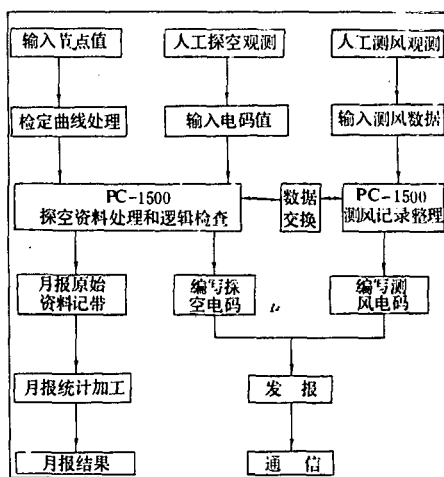 输入节点值
人工探空观测
人工测风观测
检定曲线处理
输入电码值
输入测风数据
PC-1500
探空资料处理和逻辑检查
数据
交换
PC-1500
测风记录整理
月报原始
资料记带
编写探
空电码
编写测
风电码
月报统计加工
发 报
月报结果
通 信